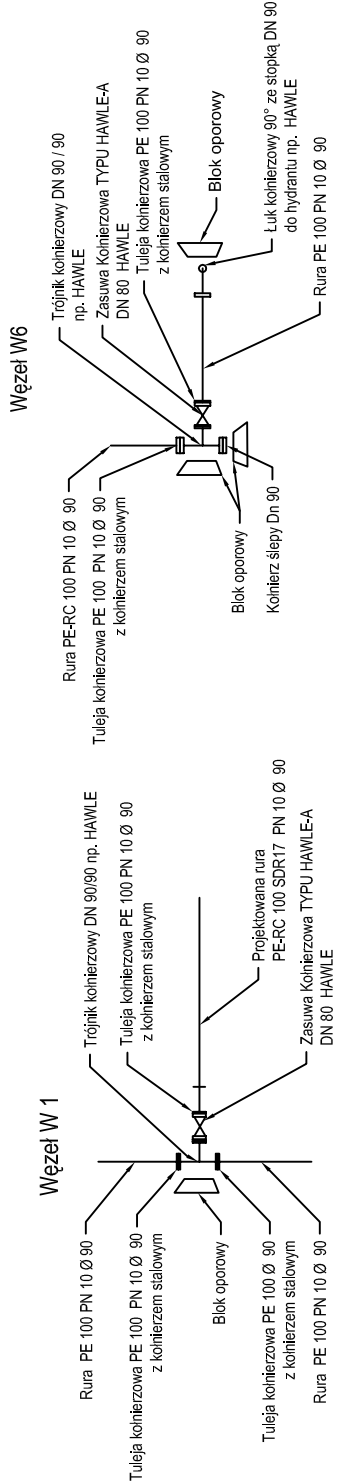 Węzeł W 1
Rura PE 100 PN 10 Ø 90
Tuleja kołnierzowa PE 100 PN 10 Ø 90
z kołnierzem stalowym
Blok oporowy
Tuleja kołnierzowa PE 100 Ø 90
z kołnierzem stalowym
Rura PE 100 PN 10 Ø 90
Trójnik kołnierzowy DN 90/90 np. HAWLE
Tuleja kołnierzowa PE 100 PN 10 Ø 90
z kołnierzem stalowym
Projektowana rura
PE-RC 100 SDR17 PN 10 Ø 90
Zasuwa Kołnierzowa TYPU HAWLE-A
DN 80 HAWLE
Węzeł W6
Rura PE-RC 100 PN 10 Ø 90
Tuleja kołnierzowa PE 100 PN 10 Ø 90
z kołnierzem stalowym
Blok oporowy
Kołnierz ślepy Dn 90
Trójnik kołnierzowy DN 90 / 90
np. HAWLE
Zasuwa Kołnierzowa TYPU HAWLE-A
DN 80 HAWLE
Tuleja kołnierzowa PE 100 PN 10 Ø 90
z kołnierzem stalowym
Blok oporowy
Łuk kołnierzowy 90° ze stopką DN 90
do hydrantu np. HAWLE
Rura PE 100 PN 10 Ø 90